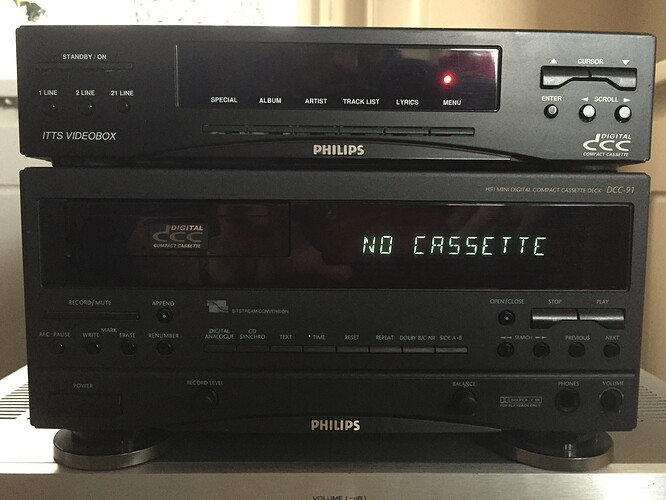 STANDBY / ON
1 LINE 2 LINE 21 LINE
ITTS VIDEOBOX
SPECIAL ALBUM ARTIST TRACK LIST LYRICS MENU
PHILIPS
CURSOR
ENTER SCROLL
DIGITAL
dcc
COMPACT CASSETTE
HIFI MINI DIGITAL COMPACT CASSETTE DECK DCC-91
DIGITAL
dcc
COMPACT CASSETTE
NO CASSETTE
RECORD/MUTE APPEND
REC · PAUSE WRITE MARK ERASE RENUMBER
BITSTREAM CONVERSION
DIGITAL ANALOGUE CD SYNCHRO TEXT TIME RESET REPEAT DOLBY B/C NR SIDE A·B
OPEN/CLOSE STOP PLAY
SEARCH PREVIOUS NEXT
POWER RECORD LEVEL BALANCE PHONES VOLUME
PHILIPS
VOLUME (-dB)